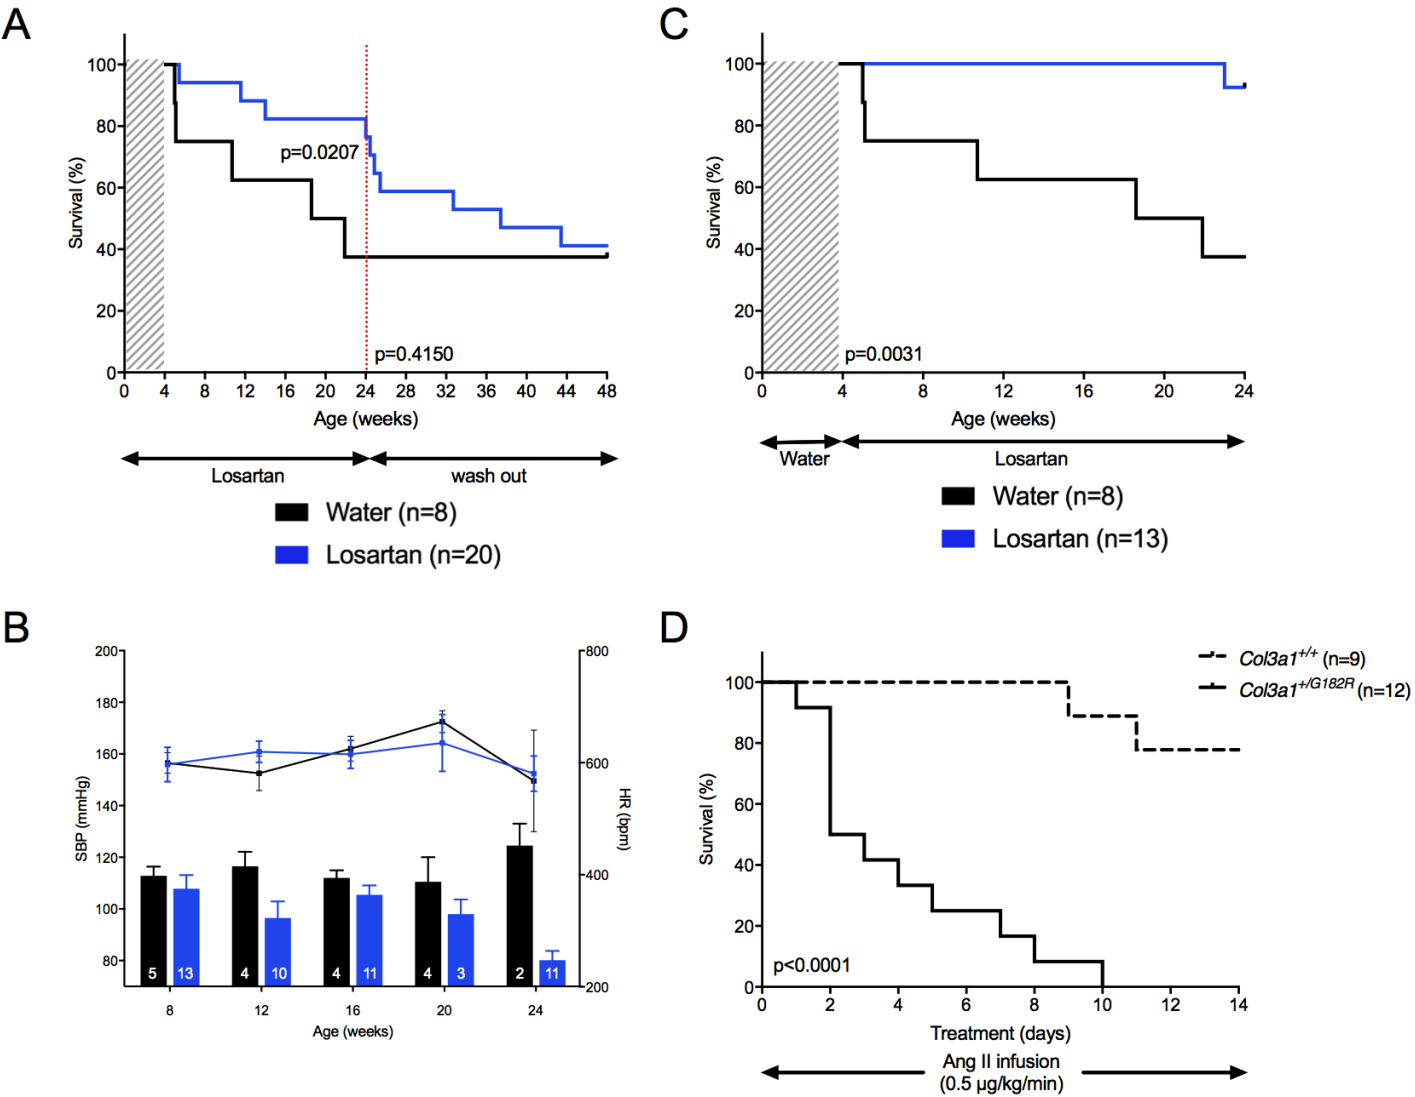 A
100
80
60
40
20
0
Survival (%)
p=0.0207
p=0.4150
0 4 8 12 16 20 24 28 32 36 40 44 48
Age (weeks)
Losartan wash out
Water (n=8)
Losartan (n=20)
C
100
80
60
40
20
0
Survival (%)
p=0.0031
0 4 8 12 16 20 24
Age (weeks)
Water Losartan
Water (n=8)
Losartan (n=13)
B
200
180
160
140
120
100
80
SBP (mmHg)
800
600
400
200
HR (bpm)
5 13 4 10 4 11 4 3 2 11
8 12 16 20 24
Age (weeks)
D
Col3a1+/+ (n=9)
Col3a1+/G182R (n=12)
100
80
60
40
20
0
Survival (%)
p<0.0001
0 2 4 6 8 10 12 14
Treatment (days)
Ang II infusion
(0.5 µg/kg/min)